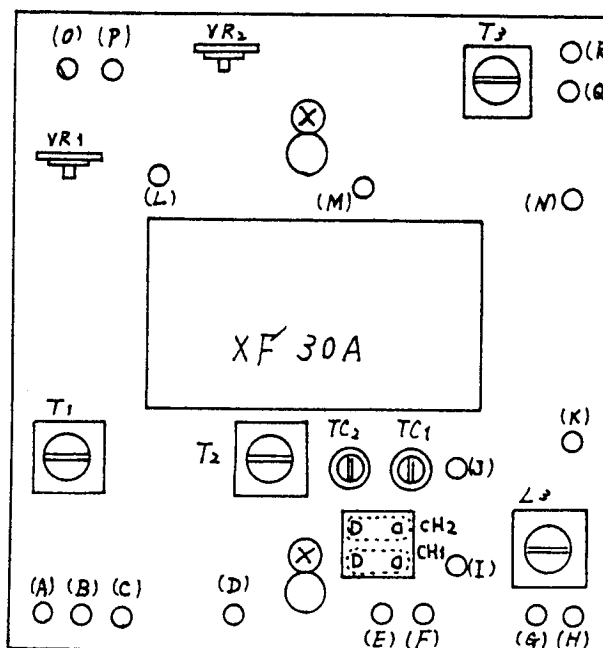 (O) (P) VR2 T3 (R
(Q
VR1
(L) (M) (N)
XF 30A
T1 (K)
T2 TC2 TC1 (J)
L3
D a CH2
D a CH1 (I)
(A) (B) (C) (D)
(E) (F) (G) (H)